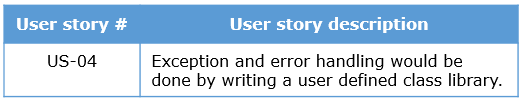 User story #
User story description
US-04
Exception and error handling would be
done by writing a user defined class library.